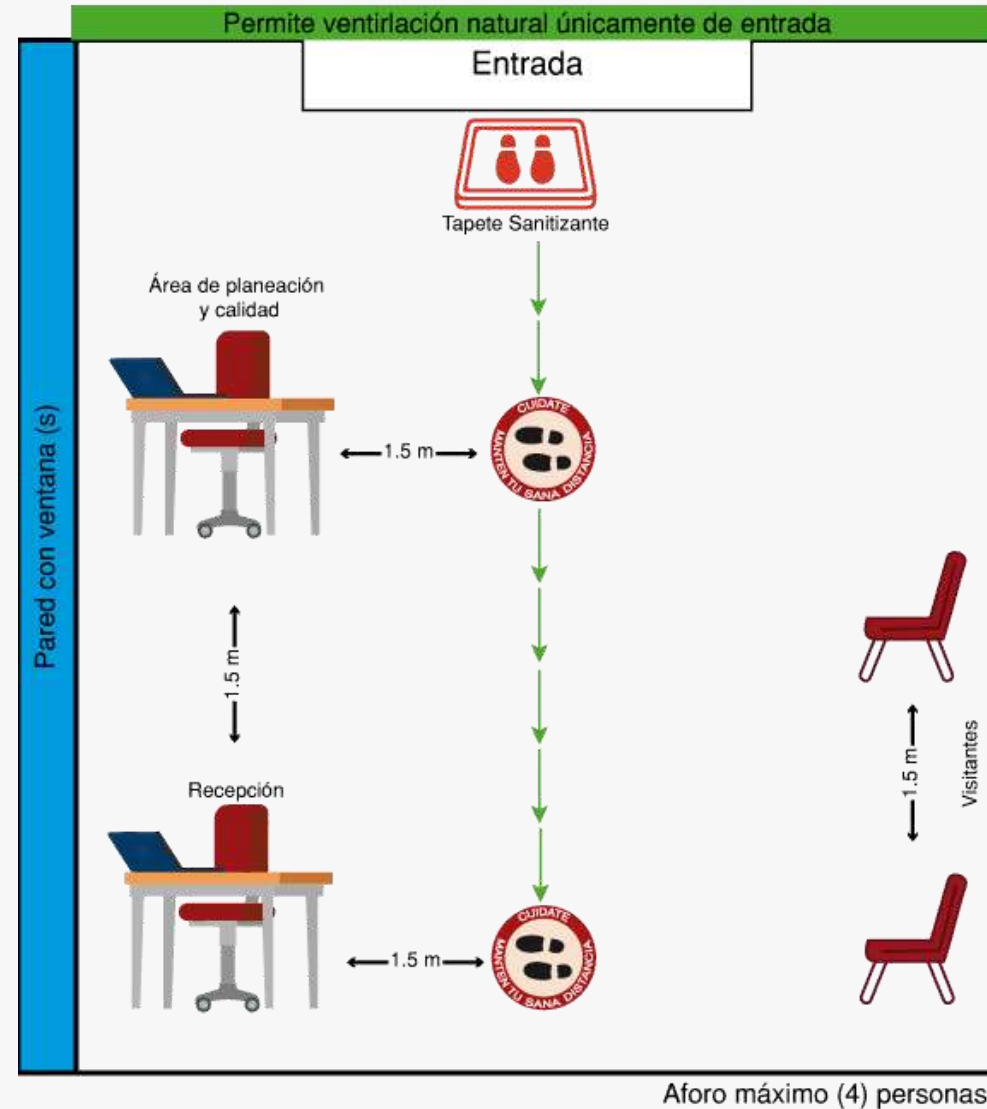 Permite ventirlación natural únicamente de entrada
Entrada
Tapete Sanitizante
Área de planeación
y calidad
CUIDATE
MANTEN TU SANA DISTANCIA
1.5 m
Pared con ventana (s)
1.5 m
Recepción
1.5 m
Visitantes
CUIDATE
MANTEN TU SANA DISTANCIA
1.5 m
Aforo máximo (4) personas